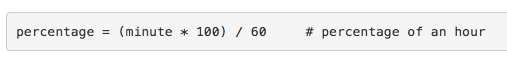 percentage = (minute * 100) / 60     # percentage of an hour